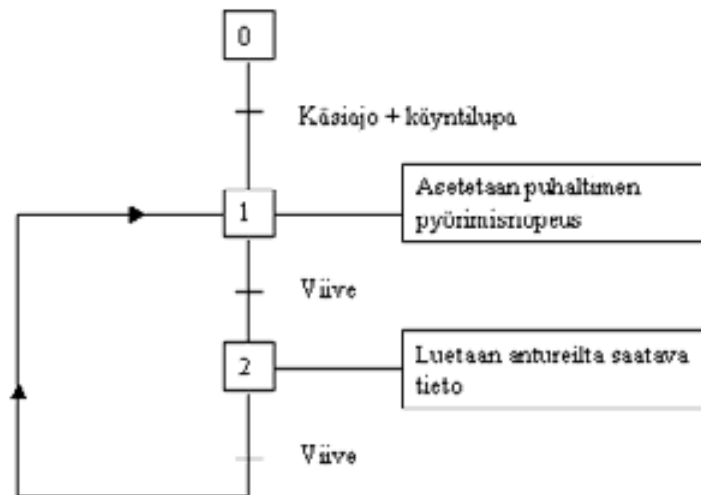 0
Käsiajo + käyntilupa
1
Asetetaan puhaltimen
pyörimisnopeus
Viive
2
Luetaan antureilta saatava
tieto
Viive